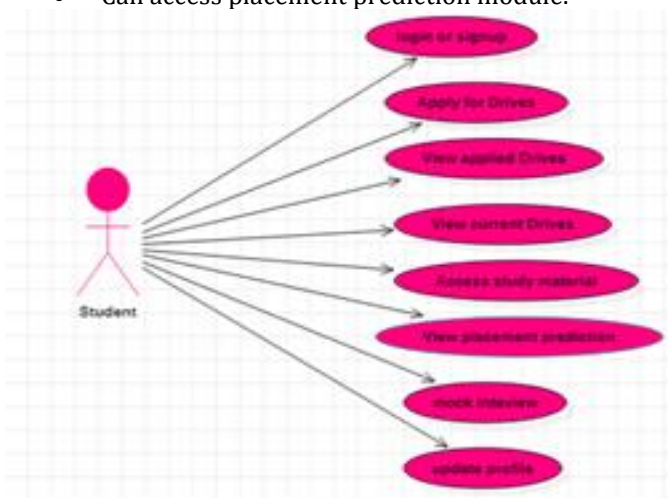 Can access placement prediction module.
login or signup
Apply for Drives
View applied Drives
View current Drives
Access study material
View placement prediction
mock inteview
update profile
Student